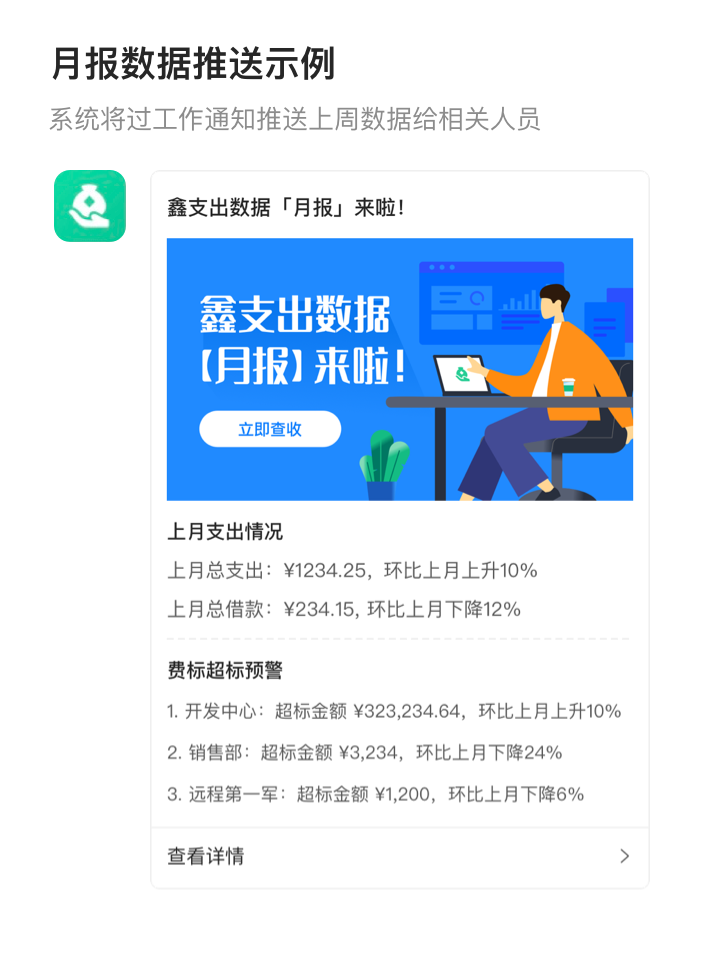 月报数据推送示例
系统将过工作通知推送上周数据给相关人员
鑫支出数据「月报」来啦！
鑫支出数据
【月报】来啦！
立即查收
上月支出情况
上月总支出：¥1234.25，环比上月上升10%
上月总借款：¥234.15, 环比上月下降12%
费标超标预警
1. 开发中心：超标金额 ¥323,234.64，环比上月上升10%
2. 销售部：超标金额 ¥3,234，环比上月下降24%
3. 远程第一军：超标金额 ¥1,200，环比上月下降6%
查看详情